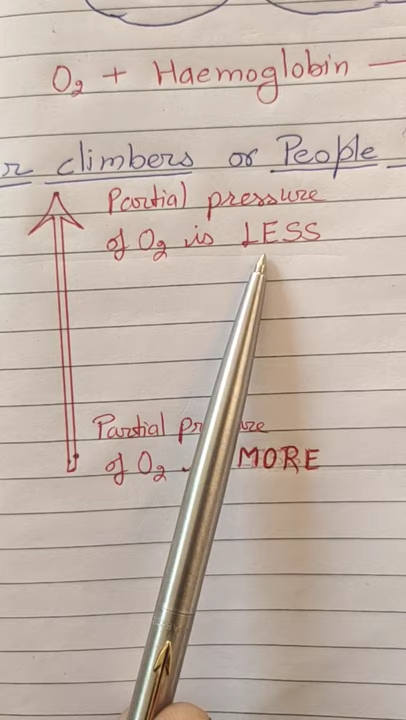 O₂ + Haemoglobin —
climbers or People
Partial pressure
of O₂ is LESS
Partial
of O₂ MORE